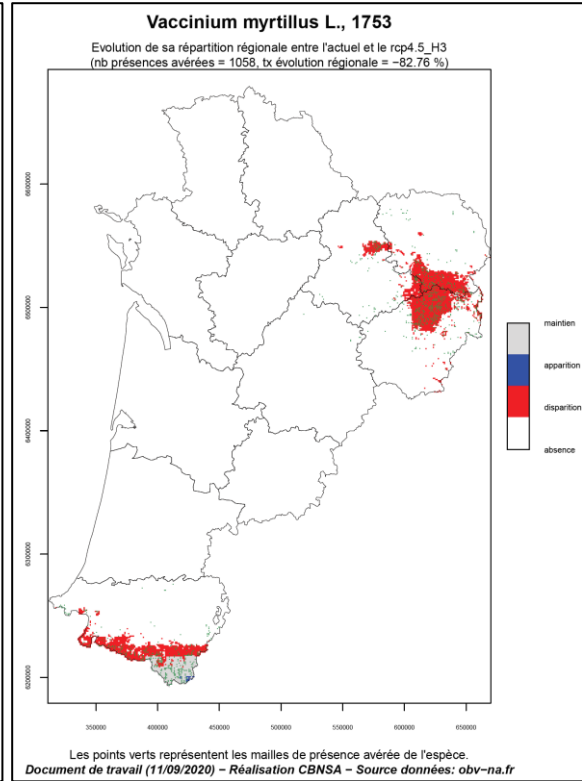 Vaccinium myrtillus L., 1753
Evolution de sa répartition régionale entre l'actuel et le rcp4.5_H3
(nb présences avérées = 1058, tx évolution régionale = −82.76 %)
6600000
6500000
6400000
6300000
6200000
maintien
apparition
disparition
absence
350000 400000 450000 500000 550000 600000 650000
Les points verts représentent les mailles de présence avérée de l'espèce.
Document de travail (11/09/2020) − Réalisation CBNSA − Source données: obv−na.fr